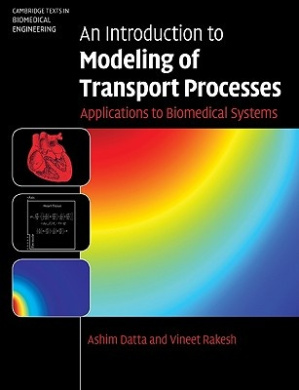 CAMBRIDGE TEXTS IN
BIOMEDICAL
ENGINEERING
An Introduction to
Modeling of
Transport Processes
Applications to Biomedical Systems
Ashim Datta and Vineet Rakesh